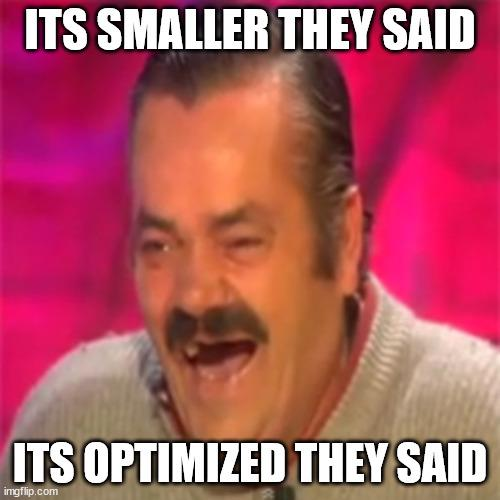 ITS SMALLER THEY SAID
ITS OPTIMIZED THEY SAID
imgflip.com